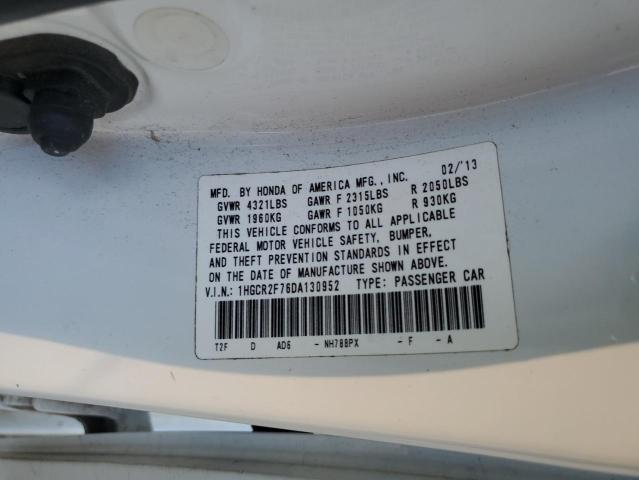 MFD. BY HONDA OF AMERICA MFG., INC. 02/'13
GVWR 4321LBS GAWR F 2315LBS R 2050LBS
GVWR 1960KG GAWR F 1050KG R 930KG
THIS VEHICLE CONFORMS TO ALL APPLICABLE
FEDERAL MOTOR VEHICLE SAFETY, BUMPER,
AND THEFT PREVENTION STANDARDS IN EFFECT
ON THE DATE OF MANUFACTURE SHOWN ABOVE.
V.I.N.: 1HGCR2F76DA130952 TYPE: PASSENGER CAR
T2F D AD6 - NH788PX - F - A